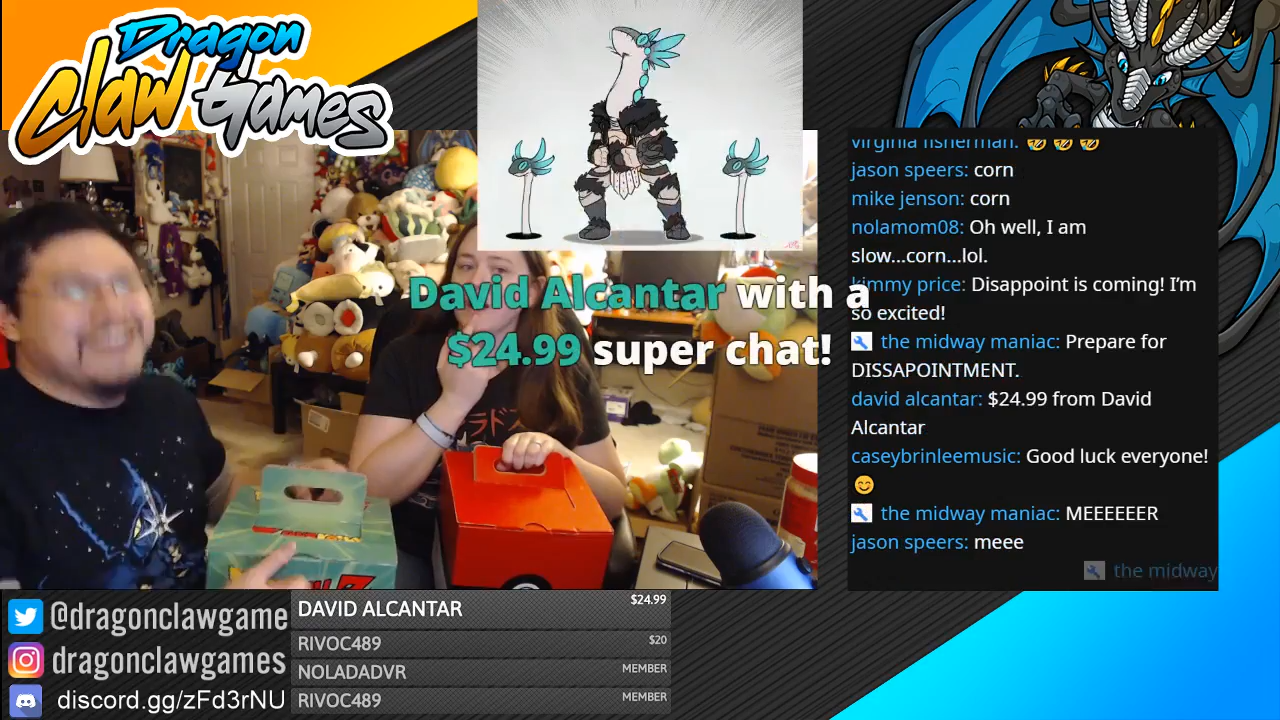 Dragon
Claw Games
David Alcantar with a
$24.99 super chat!
virginia fisherman: 🤣 🤣 🤣
jason speers: corn
mike jenson: corn
nolamom08: Oh well, I am
slow...corn...lol.
kimmy price: Disappoint is coming! I'm
so excited!
the midway maniac: Prepare for
DISSAPOINTMENT.
david alcantar: $24.99 from David
Alcantar
caseybrinleemusic: Good luck everyone!
😊
the midway maniac: MEEEEEER
jason speers: meee
the midway
@dragonclawgame
dragonclawgames
discord.gg/zFd3rNU
DAVID ALCANTAR $24.99
RIVOC489 $20
NOLADADVR MEMBER
RIVOC489 MEMBER